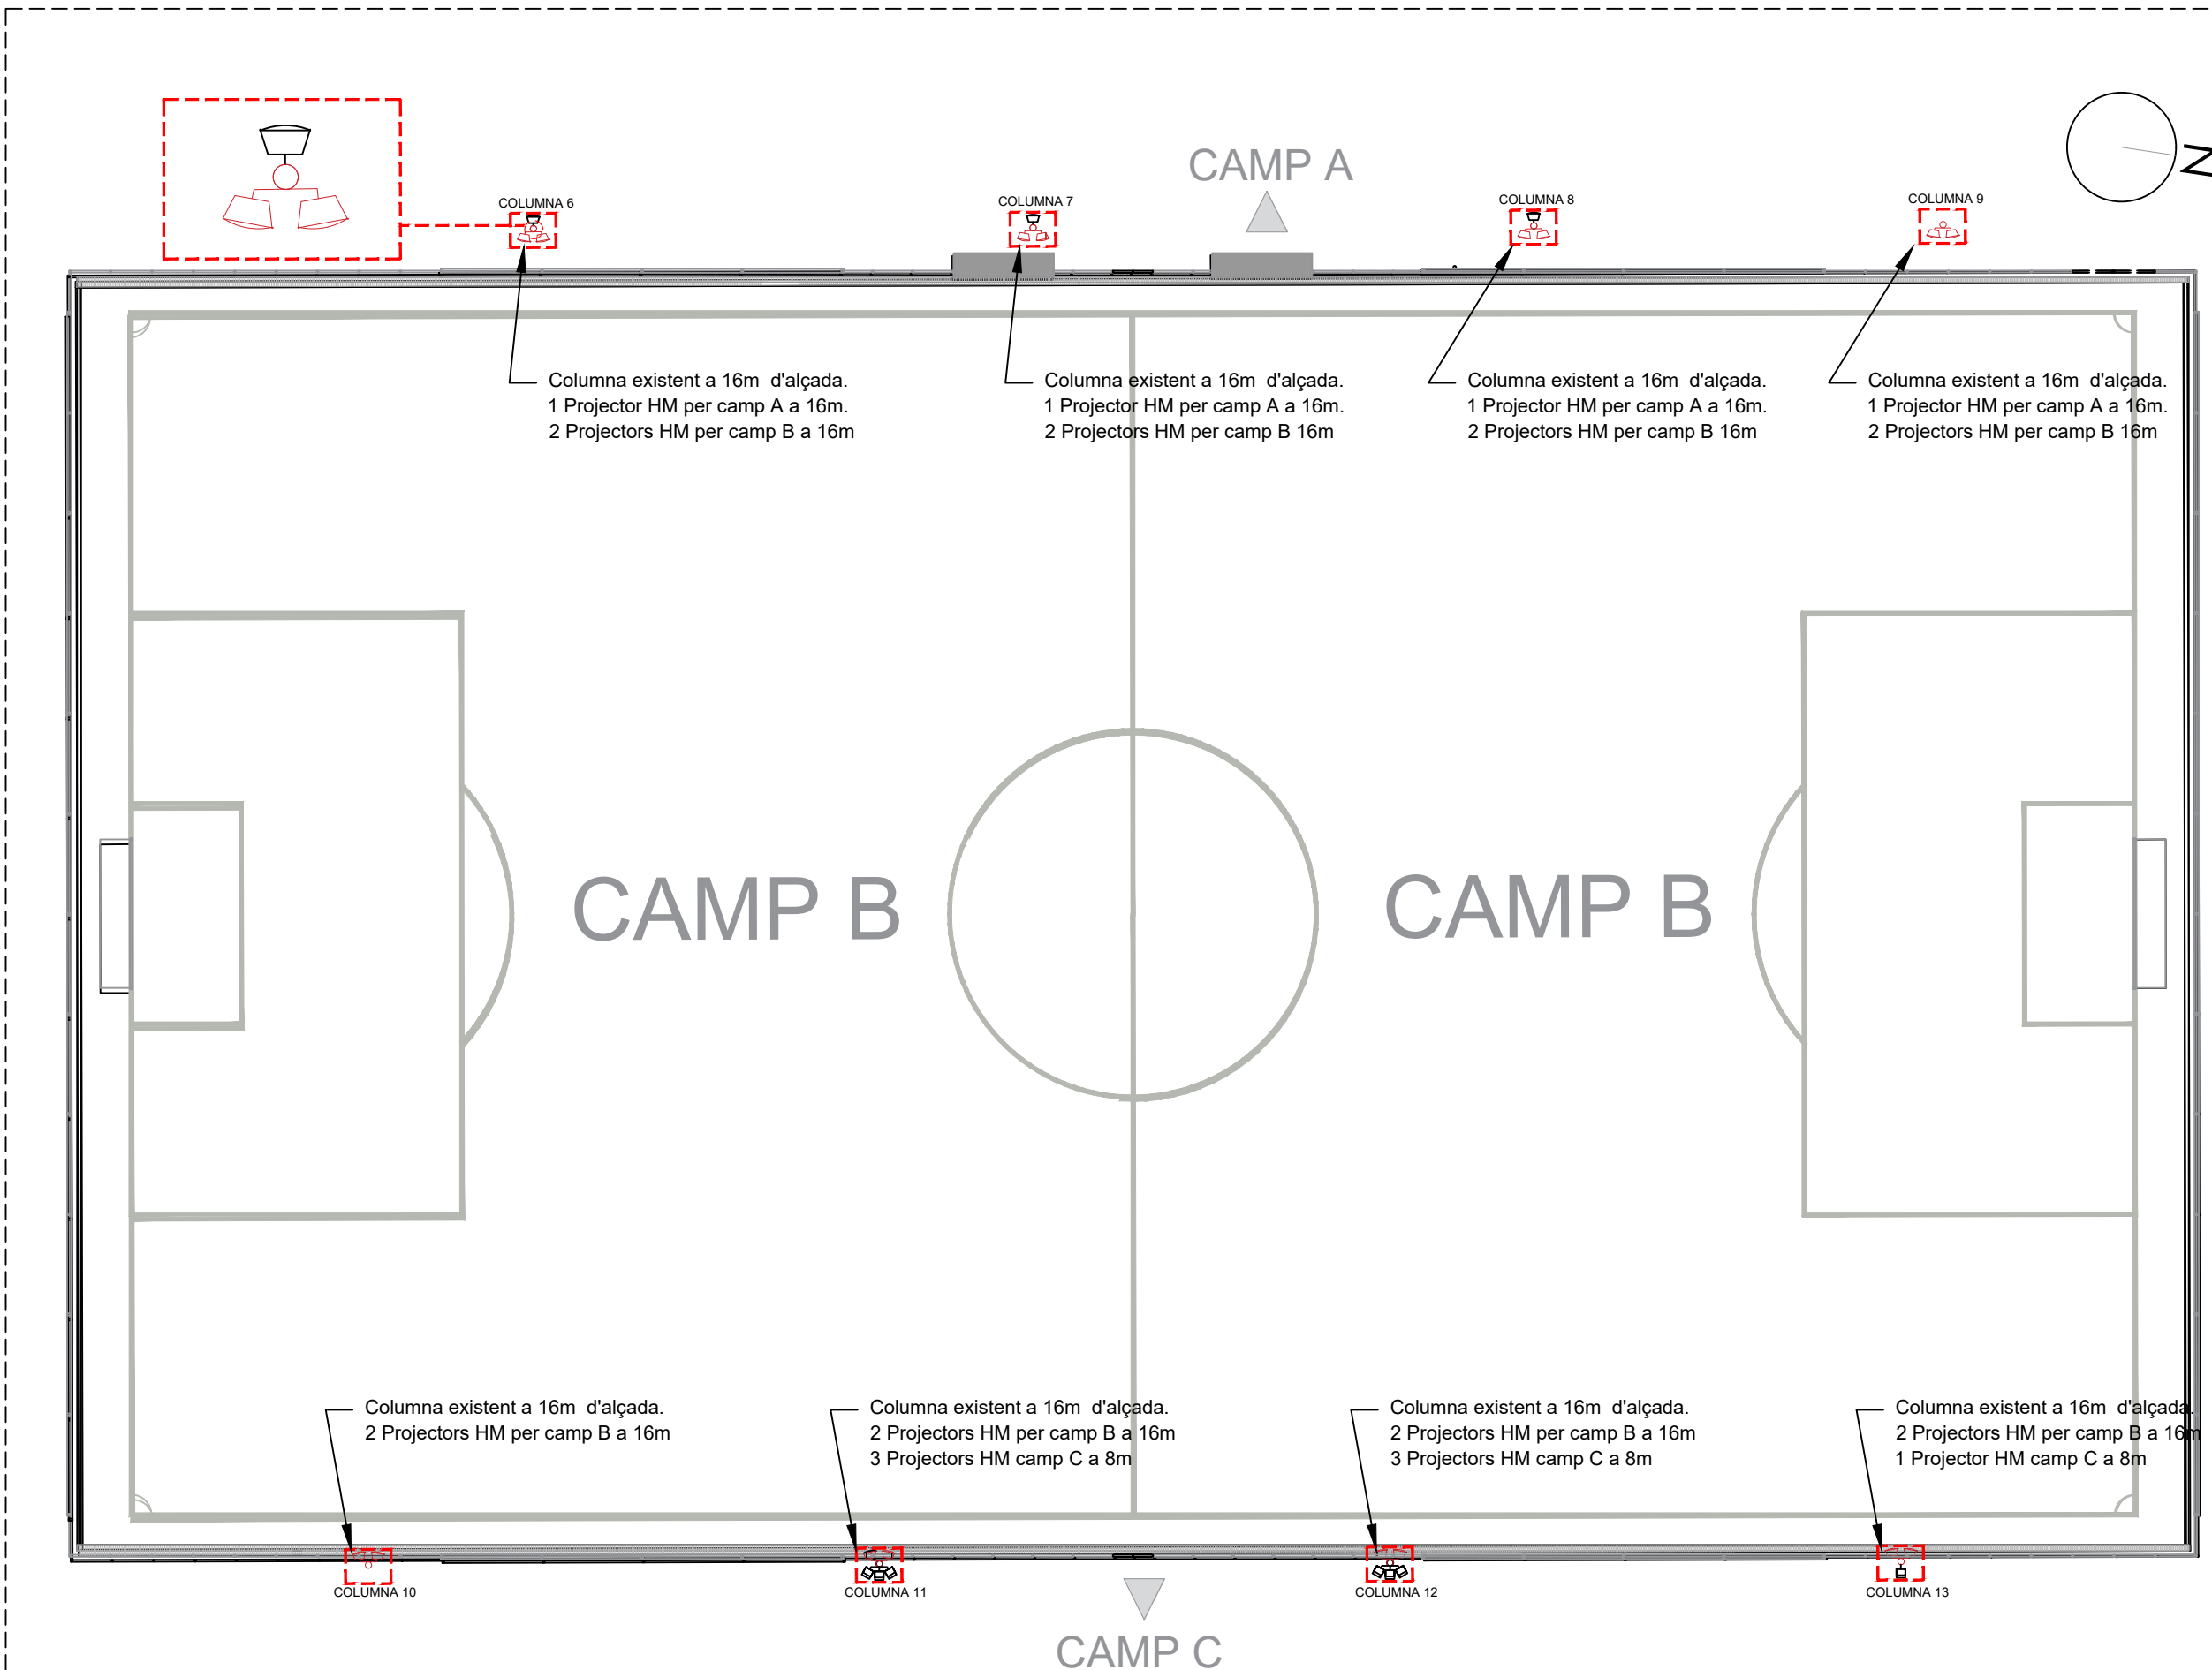 CAMP A
N
COLUMNA 6
COLUMNA 7
COLUMNA 8
COLUMNA 9
Columna existent a 16m d'alçada.
1 Projector HM per camp A a 16m.
2 Projectors HM per camp B a 16m
Columna existent a 16m d'alçada.
1 Projector HM per camp A a 16m.
2 Projectors HM per camp B 16m
Columna existent a 16m d'alçada.
1 Projector HM per camp A a 16m.
2 Projectors HM per camp B 16m
Columna existent a 16m d'alçada.
1 Projector HM per camp A a 16m.
2 Projectors HM per camp B 16m
CAMP B
CAMP B
Columna existent a 16m d'alçada.
2 Projectors HM per camp B a 16m
Columna existent a 16m d'alçada.
2 Projectors HM per camp B a 16m
3 Projectors HM camp C a 8m
Columna existent a 16m d'alçada.
2 Projectors HM per camp B a 16m
3 Projectors HM camp C a 8m
Columna existent a 16m d'alçada.
2 Projectors HM per camp B a 16m
1 Projector HM camp C a 8m
COLUMNA 10
COLUMNA 11
COLUMNA 12
COLUMNA 13
CAMP C